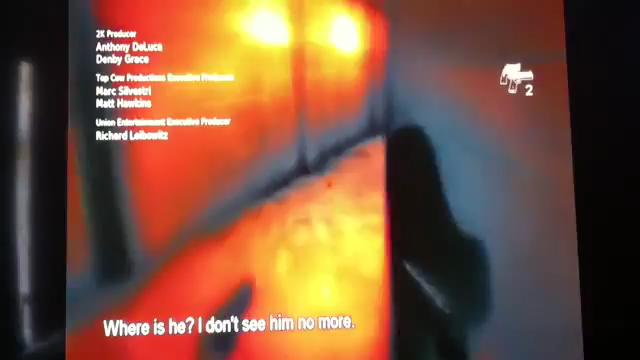 2K Producer
Anthony DeLuca
Denby Grace
Top Cow Productions Executive Producers
Marc Silvestri
Matt Hawkins
Union Entertainment Executive Producer
Richard Leibowitz
2
Where is he? I don't see him no more.